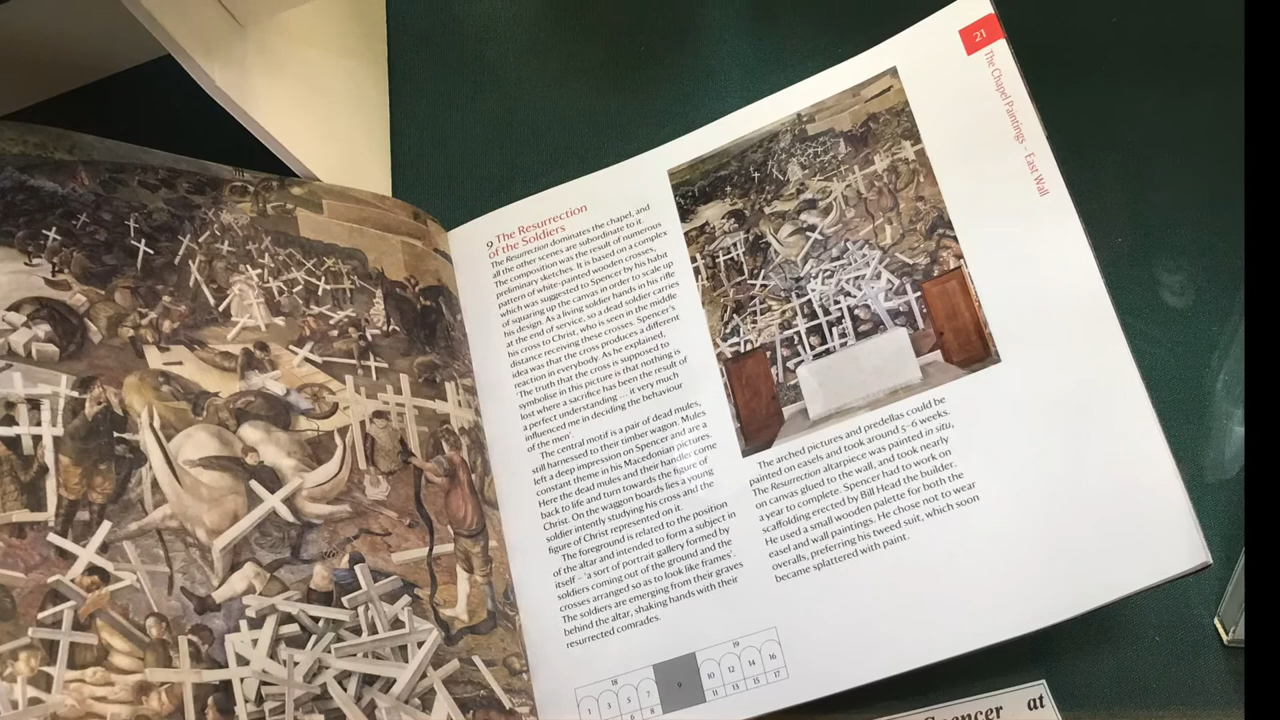 21
The Chapel Paintings – East Wall
9 The Resurrection
of the Soldiers
The Resurrection dominates the chapel, and
all the other scenes are subordinate to it.
The composition was the result of numerous
preliminary sketches. It is based on a complex
pattern of white-painted wooden crosses,
which was suggested to Spencer by his habit
of squaring up the canvas in order to scale up
his design. As a living soldier hands in his rifle
at the end of service, so a dead soldier carries
his cross to Christ, who is seen in the middle
distance receiving these crosses. Spencer's
idea was that the cross produces a different
reaction in everybody. As he explained,
'The truth that the cross is supposed to
symbolise in this picture is that nothing is
lost where a sacrifice has been the result of
a perfect understanding ... it very much
influenced me in deciding the behaviour
of the men'.
The central motif is a pair of dead mules,
still harnessed to their timber wagon. Mules
left a deep impression on Spencer and are a
constant theme in his Macedonian pictures.
Here the dead mules and their handler come
back to life and turn towards the figure of
Christ. On the waggon boards lies a young
soldier intently studying his cross and the
figure of Christ represented on it.
The foreground is related to the position
of the altar and intended to form a subject in
itself – 'a sort of portrait gallery formed by
soldiers coming out of the ground and the
crosses arranged so as to look like frames'.
The soldiers are emerging from their graves
behind the altar, shaking hands with their
resurrected comrades.
The arched pictures and predellas could be
painted on easels and took around 5–6 weeks.
The Resurrection altarpiece was painted in situ,
on canvas glued to the wall, and took nearly
a year to complete. Spencer had to work on
scaffolding erected by Bill Head the builder.
He used a small wooden palette for both the
easel and wall paintings. He chose not to wear
overalls, preferring his tweed suit, which soon
became splattered with paint.
18 19
1 3 5 7 9 10 12 14 16
6 8 11 13 15 17
Spencer at